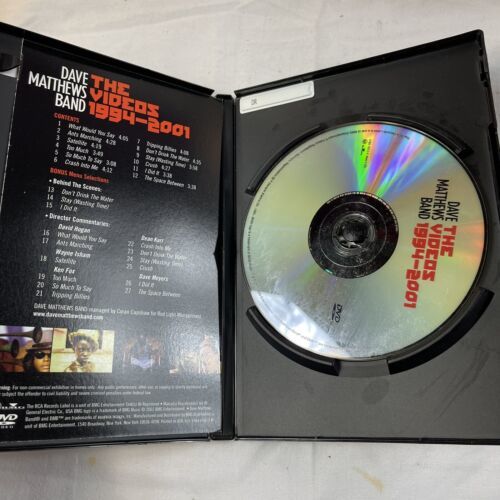 DAVE
MATTHEWS
BAND
THE
VIDEOS
1994-2001
CONTENTS
1 What Would You Say 4:05
2 Ants Marching 4:28
3 Satellite 4:19
4 Too Much 3:49
5 So Much To Say 3:08
6 Crash Into Me 4:12
7 Tripping Billies 4:08
8 Don't Drink The Water
9 Stay (Wasting Time)
10 Crush 4:27
11 I Did It 3:38
12 The Space Between
BONUS Menu Selections
• Behind The Scenes:
13 Don't Drink The Water
14 Stay (Wasting Time)
15 I Did It
• Director Commentaries:
David Hogan
16 What Would You Say
17 Ants Marching
Wayne Isham
18 Satellite
Ken Fox
19 Too Much
20 So Much To Say
21 Tripping Billies
Dean Karr
22 Crash Into Me
23 Don't Drink The Water
24 Stay (Wasting Time)
25 Crush
Dave Meyers
26 I Did It
27 The Space Between
DAVE MATTHEWS BAND managed by Coran Capshaw for Red Light Management
www.davematthewsband.com
DVD
DAVE
MATTHEWS
BAND
THE
VIDEOS
1994-2001
DVD